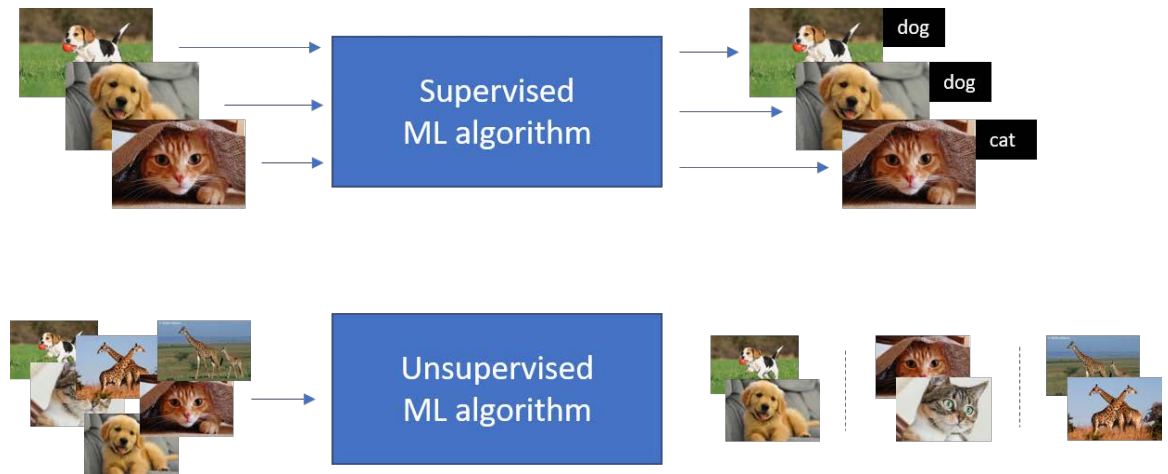 dog
Supervised
ML algorithm
dog
cat
Unsupervised
ML algorithm